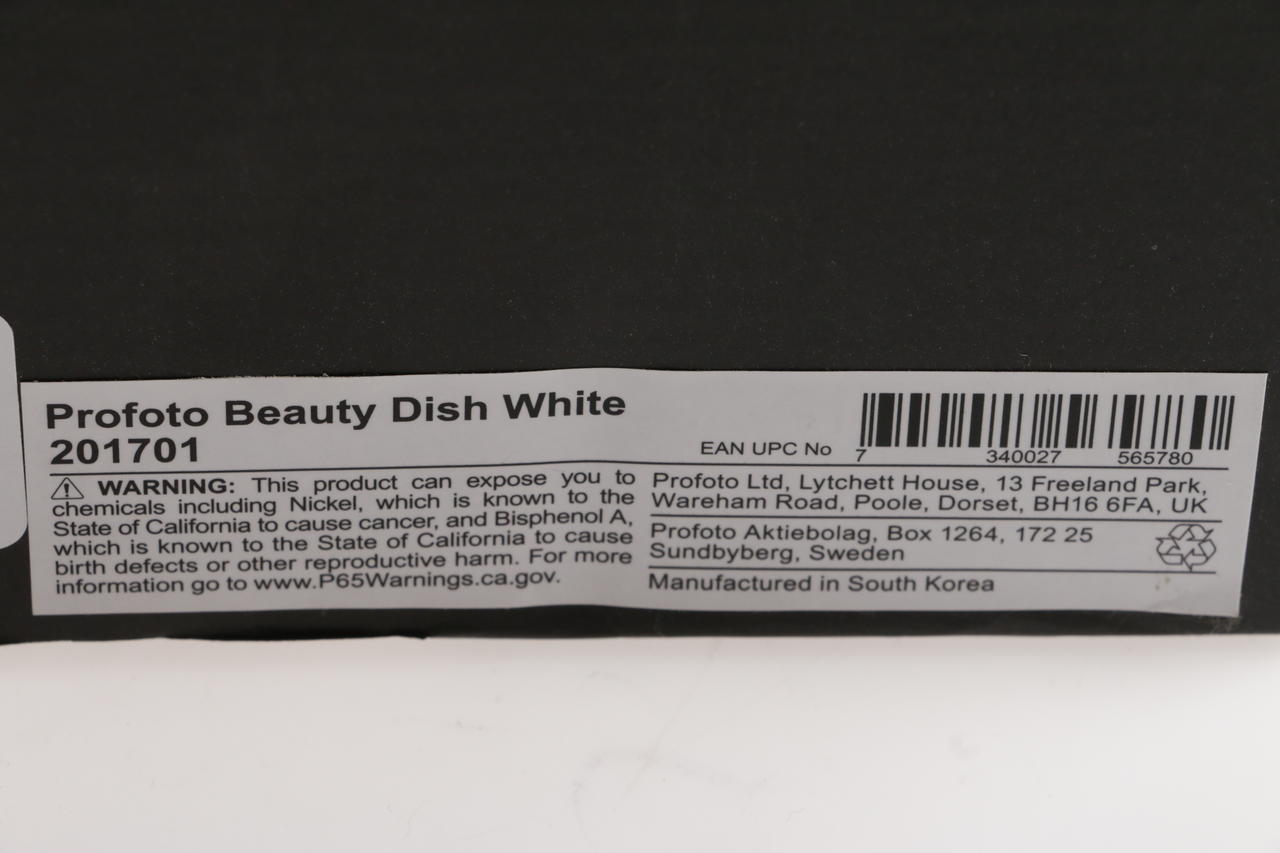 Profoto Beauty Dish White
201701
EAN UPC No
7 340027 565780
WARNING: This product can expose you to
chemicals including Nickel, which is known to the
State of California to cause cancer, and Bisphenol A,
which is known to the State of California to cause
birth defects or other reproductive harm. For more
information go to www.P65Warnings.ca.gov.
Profoto Ltd, Lytchett House, 13 Freeland Park,
Wareham Road, Poole, Dorset, BH16 6FA, UK
Profoto Aktiebolag, Box 1264, 172 25
Sundbyberg, Sweden
Manufactured in South Korea